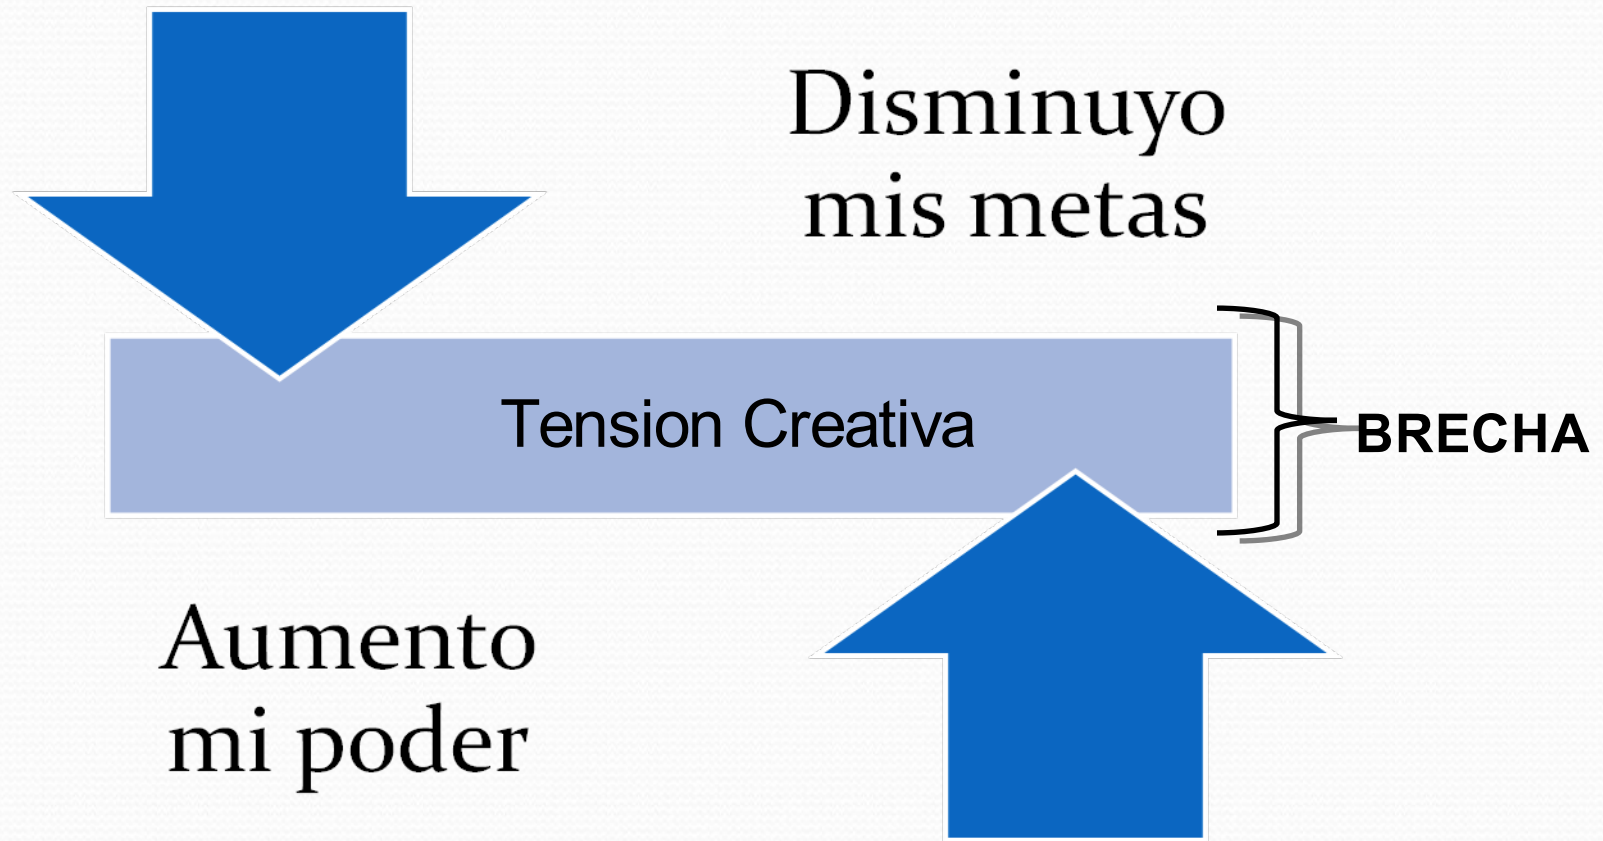 Disminuyo
mis metas
Tension Creativa
BRECHA
Aumento
mi poder